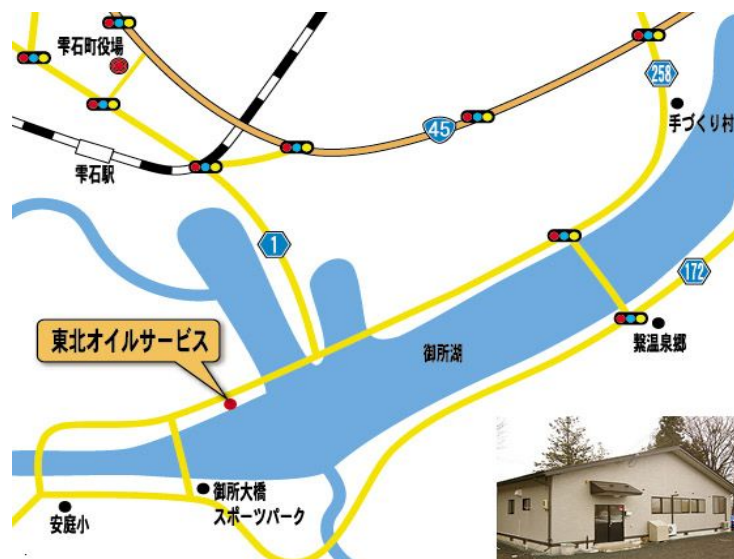 雫石町役場
258
45
手づくり村
雫石駅
1
172
東北オイルサービス
御所湖
繋温泉郷
御所大橋
スポーツパーク
安庭小